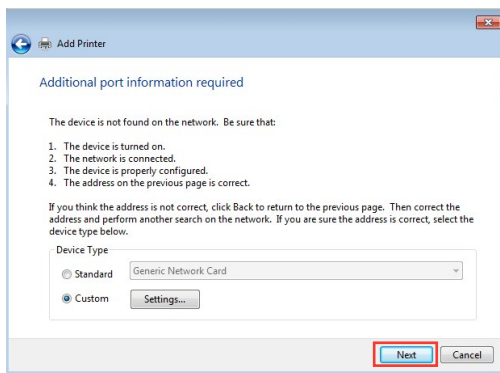 Add Printer
Additional port information required
The device is not found on the network. Be sure that:
1. The device is turned on.
2. The network is connected.
3. The device is properly configured.
4. The address on the previous page is correct.
If you think the address is not correct, click Back to return to the previous page. Then correct the
address and perform another search on the network. If you are sure the address is correct, select the
device type below.
Device Type
Standard Generic Network Card
Custom Settings...
Next Cancel